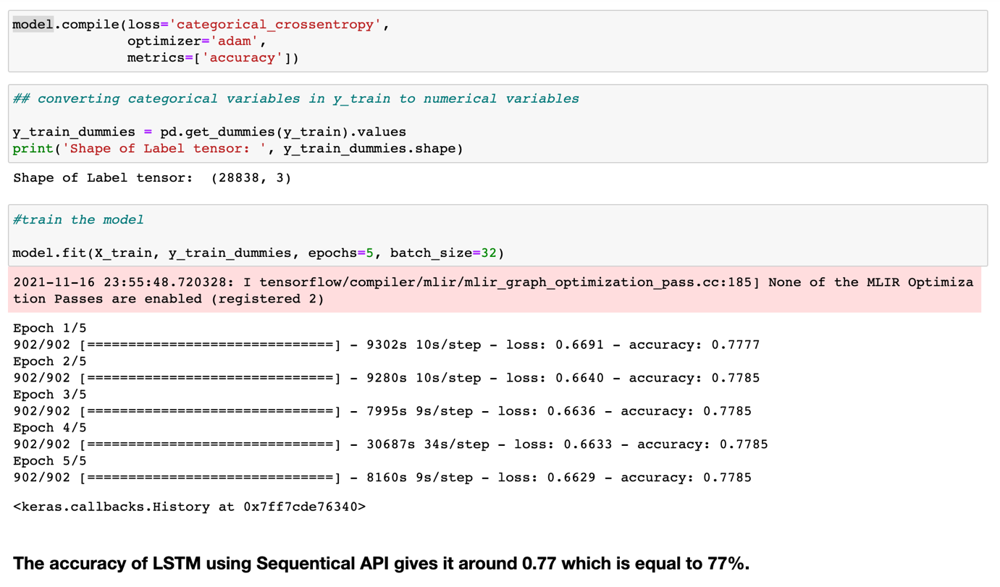 model.compile(loss='categorical_crossentropy',
              optimizer='adam',
              metrics=['accuracy'])
## converting categorical variables in y_train to numerical variables
y_train_dummies = pd.get_dummies(y_train).values
print('Shape of Label tensor: ', y_train_dummies.shape)
Shape of Label tensor:  (28838, 3)
#train the model
model.fit(X_train, y_train_dummies, epochs=5, batch_size=32)
2021-11-16 23:55:48.720328: I tensorflow/compiler/mlir/mlir_graph_optimization_pass.cc:185] None of the MLIR Optimiza
tion Passes are enabled (registered 2)
Epoch 1/5
902/902 [==============================] - 9302s 10s/step - loss: 0.6691 - accuracy: 0.7777
Epoch 2/5
902/902 [==============================] - 9280s 10s/step - loss: 0.6640 - accuracy: 0.7785
Epoch 3/5
902/902 [==============================] - 7995s 9s/step - loss: 0.6636 - accuracy: 0.7785
Epoch 4/5
902/902 [==============================] - 30687s 34s/step - loss: 0.6633 - accuracy: 0.7785
Epoch 5/5
902/902 [==============================] - 8160s 9s/step - loss: 0.6629 - accuracy: 0.7785
<keras.callbacks.History at 0x7ff7cde76340>
The accuracy of LSTM using Sequentical API gives it around 0.77 which is equal to 77%.